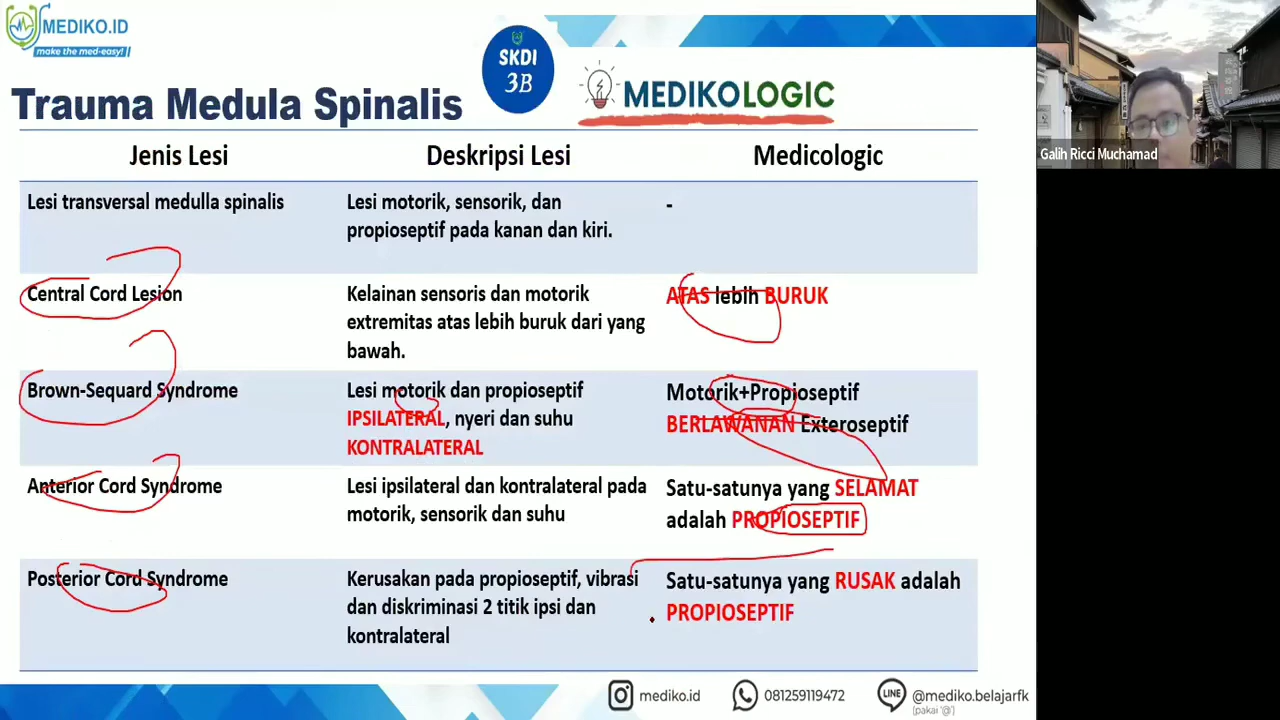 MEDIKO.ID
make the med-easy!
SKDI
3B
MEDIKOLOGIC
Trauma Medula Spinalis
Galih Ricci Muchamad
Jenis Lesi
Deskripsi Lesi
Medicologic
Lesi transversal medulla spinalis
Lesi motorik, sensorik, dan
propioseptif pada kanan dan kiri.
-
Central Cord Lesion
Kelainan sensoris dan motorik
extremitas atas lebih buruk dari yang
bawah.
ATAS lebih BURUK
Brown-Sequard Syndrome
Lesi motorik dan propioseptif
IPSILATERAL, nyeri dan suhu
KONTRALATERAL
Motorik+Propioseptif
BERLAWANAN Exteroseptif
Anterior Cord Syndrome
Lesi ipsilateral dan kontralateral pada
motorik, sensorik dan suhu
Satu-satunya yang SELAMAT
adalah PROPIOSEPTIF
Posterior Cord Syndrome
Kerusakan pada propioseptif, vibrasi
dan diskriminasi 2 titik ipsi dan
kontralateral
Satu-satunya yang RUSAK adalah
PROPIOSEPTIF
mediko.id
081259119472
LINE
@mediko.belajarfk
(pakai '@')